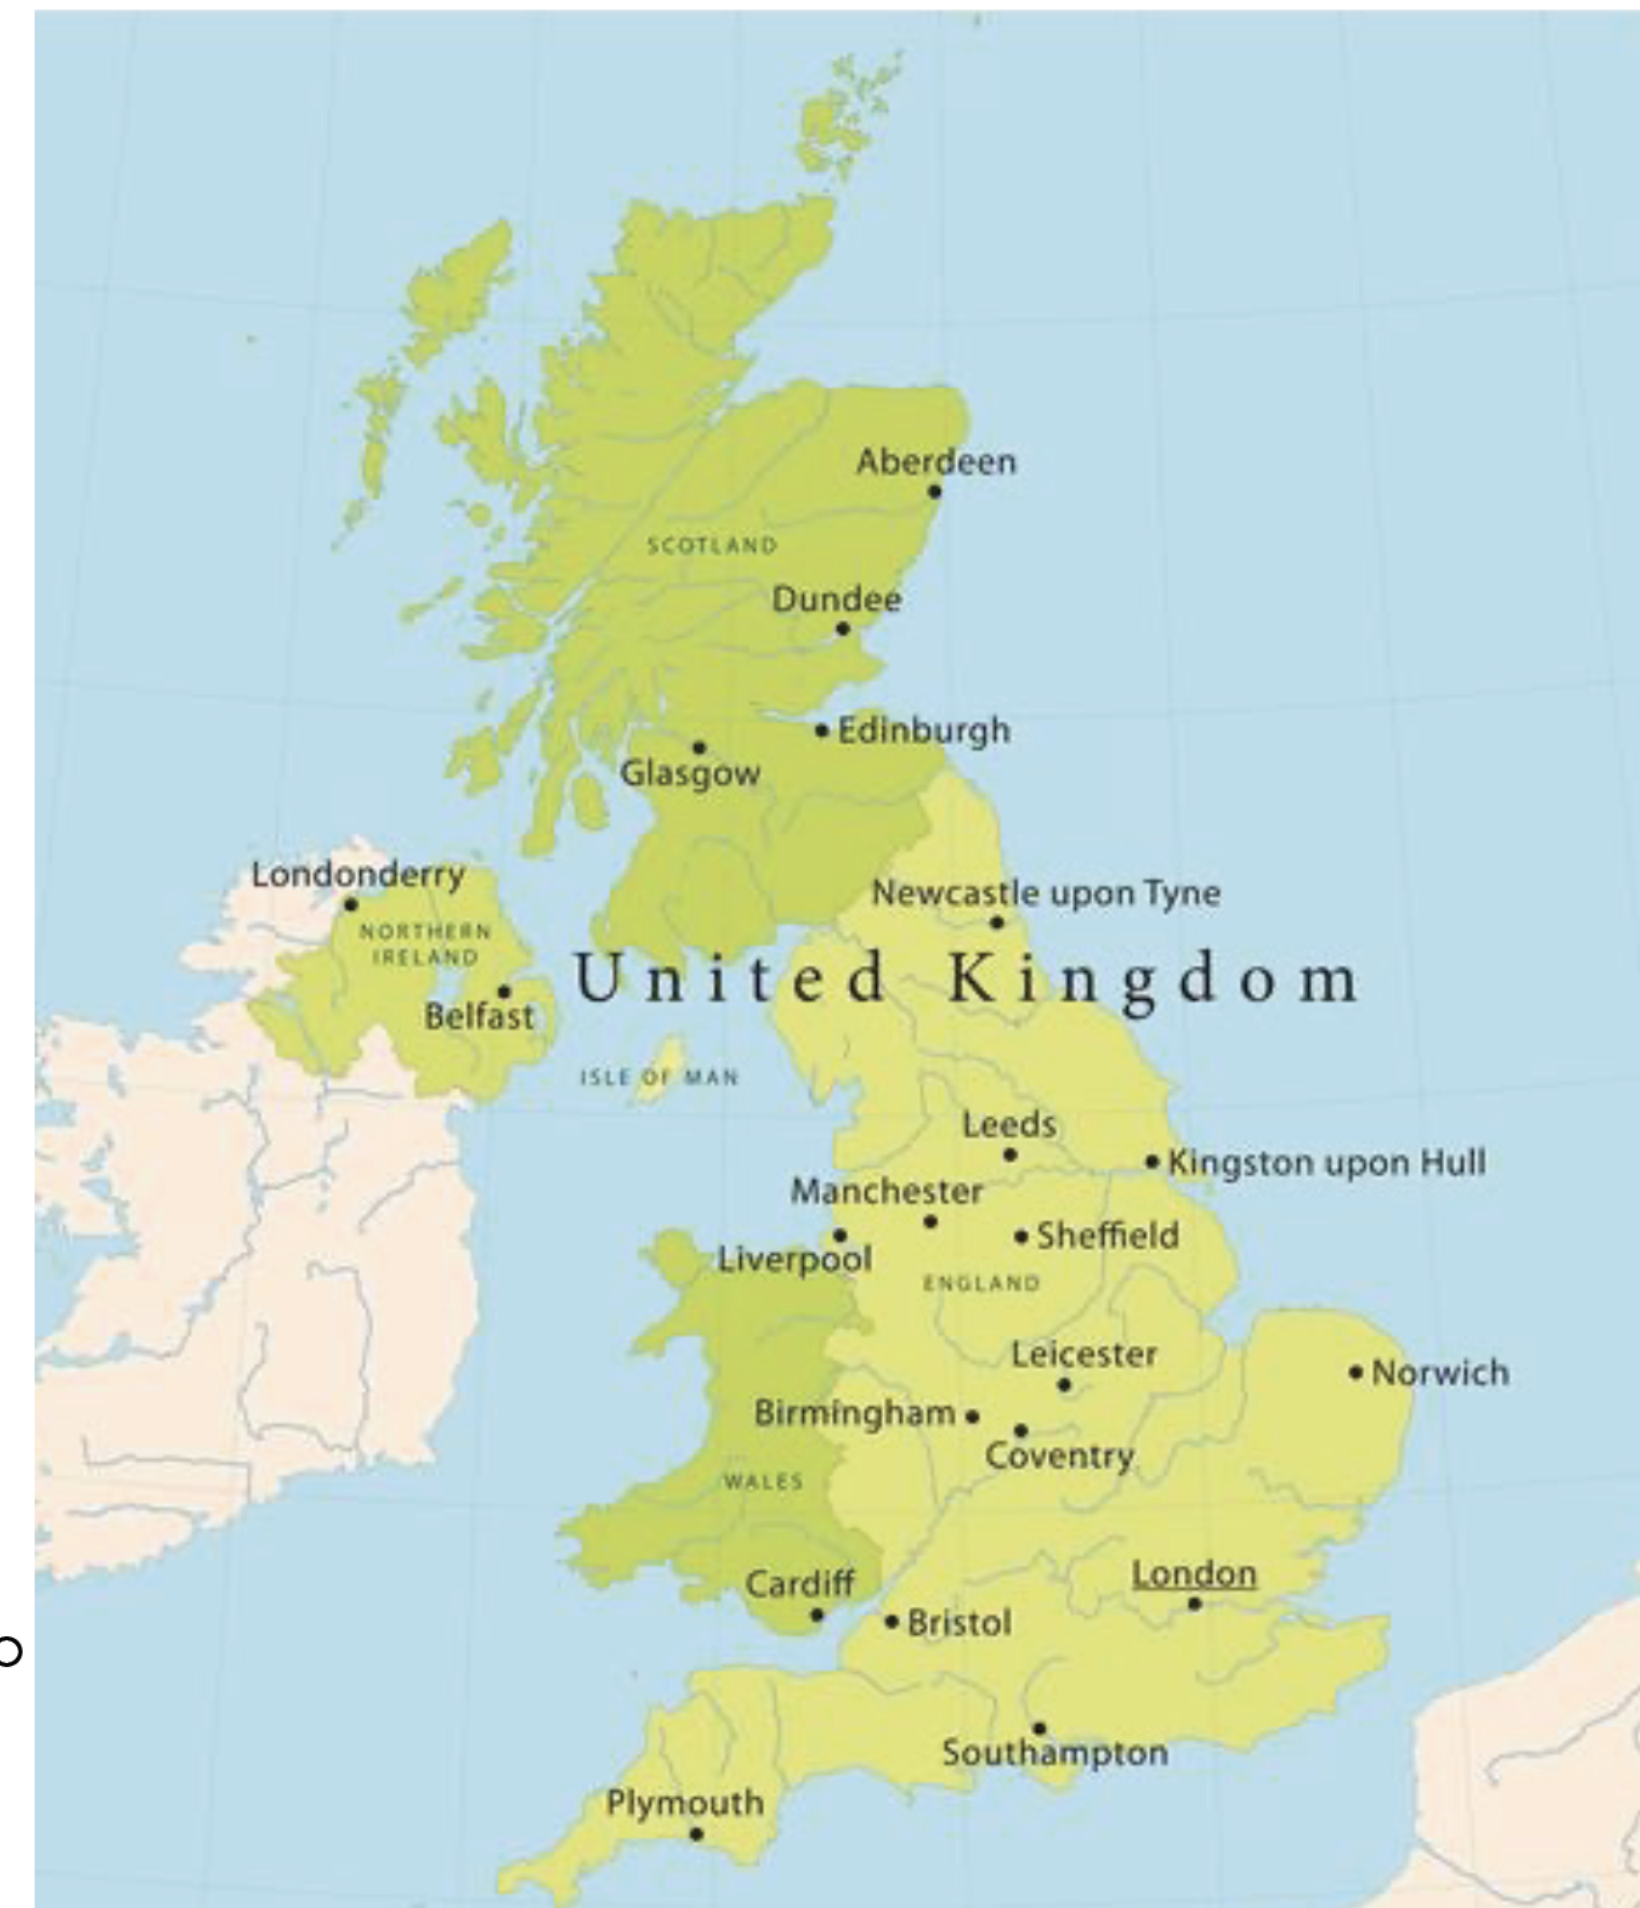 Aberdeen
SCOTLAND
Dundee
Edinburgh
Glasgow
Londonderry
Newcastle upon Tyne
NORTHERN
IRELAND
United Kingdom
Belfast
ISLE OF MAN
Leeds
Kingston upon Hull
Manchester
Sheffield
Liverpool
ENGLAND
Leicester
Norwich
Birmingham
Coventry
WALES
London
Cardiff
Bristol
Southampton
Plymouth